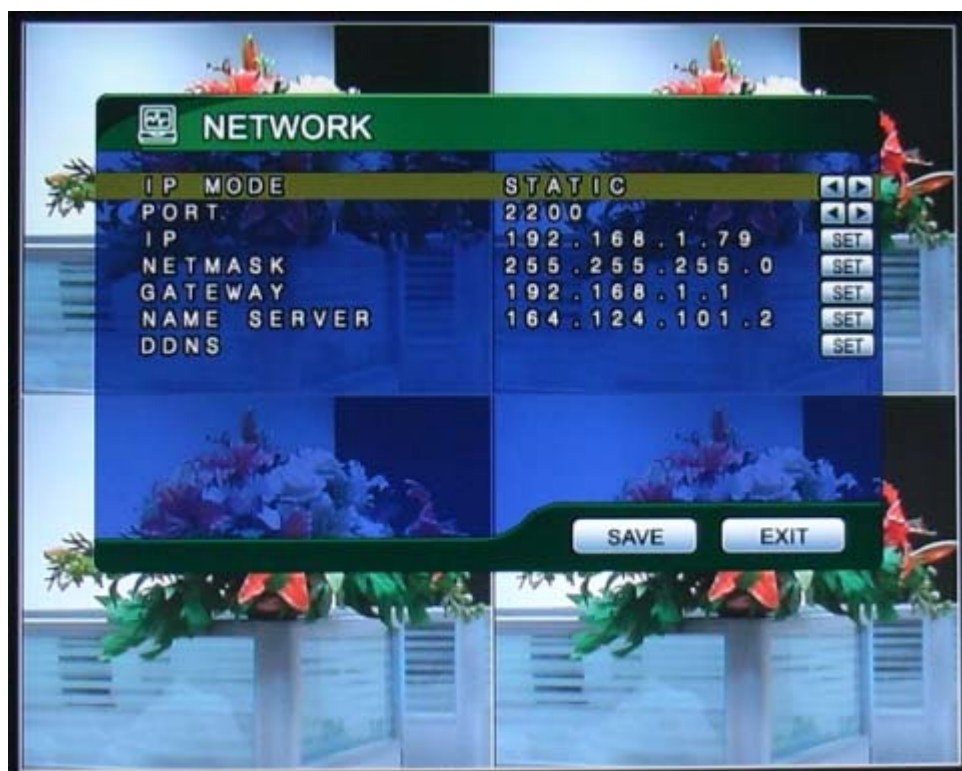 NETWORK
IP MODE STATIC
PORT 2200
IP 192.168.1.79 SET
NETMASK 255.255.255.0 SET
GATEWAY 192.168.1.1 SET
NAME SERVER 164.124.101.2 SET
DDNS SET
SAVE EXIT